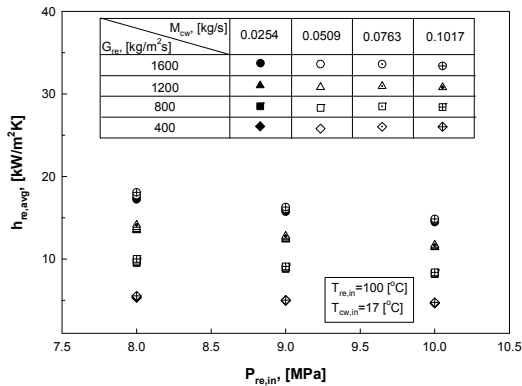 40
30
20
10
h_re,avg, [kW/m²K]
M_cw, [kg/s]
G_re, [kg/m²s]
0.0254 0.0509 0.0763 0.1017
1600
1200
800
400
T_re,in=100 [°C]
T_cw,in=17 [°C]
7.5 8.0 8.5 9.0 9.5 10.0 10.5
P_re,in, [MPa]